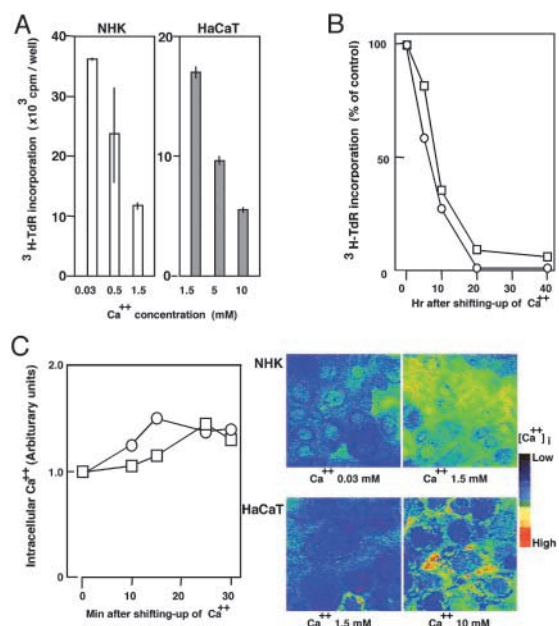 A
NHK
HaCaT
³H-TdR incorporation (x10³ cpm / well)
40
30
20
10
0
20
10
0
0.03 0.5 1.5
1.5 5 10
Ca⁺⁺ concentration (mM)
B
³H-TdR incorporation (% of control)
100
50
0 10 20 30 40
Hr after shifting-up of Ca⁺⁺
C
Intracellular Ca⁺⁺ (Arbiturary units)
2.0
1.0
0
0 10 20 30
Min after shifting-up of Ca⁺⁺
NHK
Ca⁺⁺ 0.03 mM
Ca⁺⁺ 1.5 mM
HaCaT
Ca⁺⁺ 1.5 mM
Ca⁺⁺ 10 mM
[Ca⁺⁺]i
Low
High